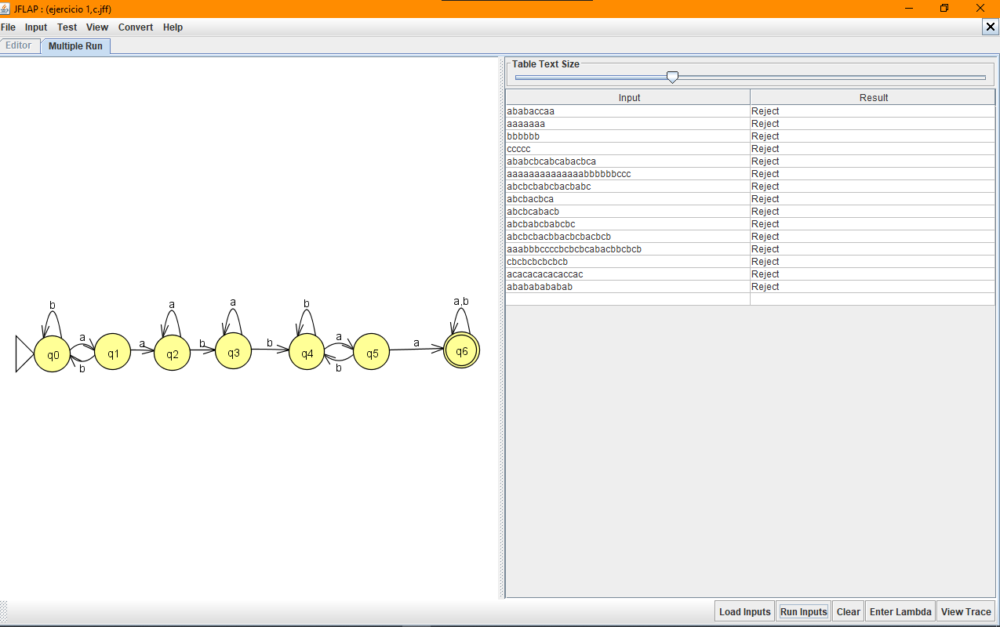 JFLAP : (ejercicio 1,c.jff)
File Input Test View Convert Help
Editor Multiple Run
Table Text Size
Input Result
ababaccaa Reject
aaaaaaa Reject
bbbbbb Reject
ccccc Reject
ababcbcabcabacbca Reject
aaaaaaaaaaaaaabbbbbbccc Reject
abcbcbabcbacbabc Reject
abcbacbca Reject
abcbcabacb Reject
abcbabcbabcbc Reject
abcbcbacbbacbcbacbcb Reject
aaabbbccccbcbcbcabacbbcbcb Reject
cbcbcbcbcbcb Reject
acacacacacaccac Reject
abababababab Reject
b a a b a,b
a a b b a a
q0 q1 q2 q3 q4 q5 q6
b b
Load Inputs Run Inputs Clear Enter Lambda View Trace